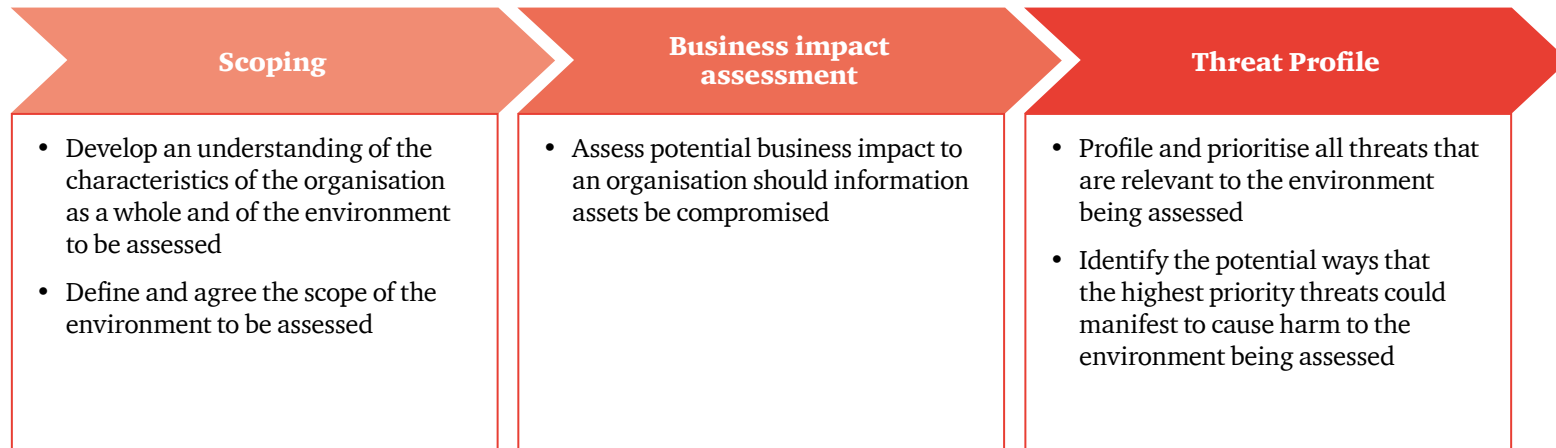 Scoping
• Develop an understanding of the
characteristics of the organisation
as a whole and of the environment
to be assessed
• Define and agree the scope of the
environment to be assessed
Business impact
assessment
• Assess potential business impact to
an organisation should information
assets be compromised
Threat Profile
• Profile and prioritise all threats that
are relevant to the environment
being assessed
• Identify the potential ways that
the highest priority threats could
manifest to cause harm to the
environment being assessed